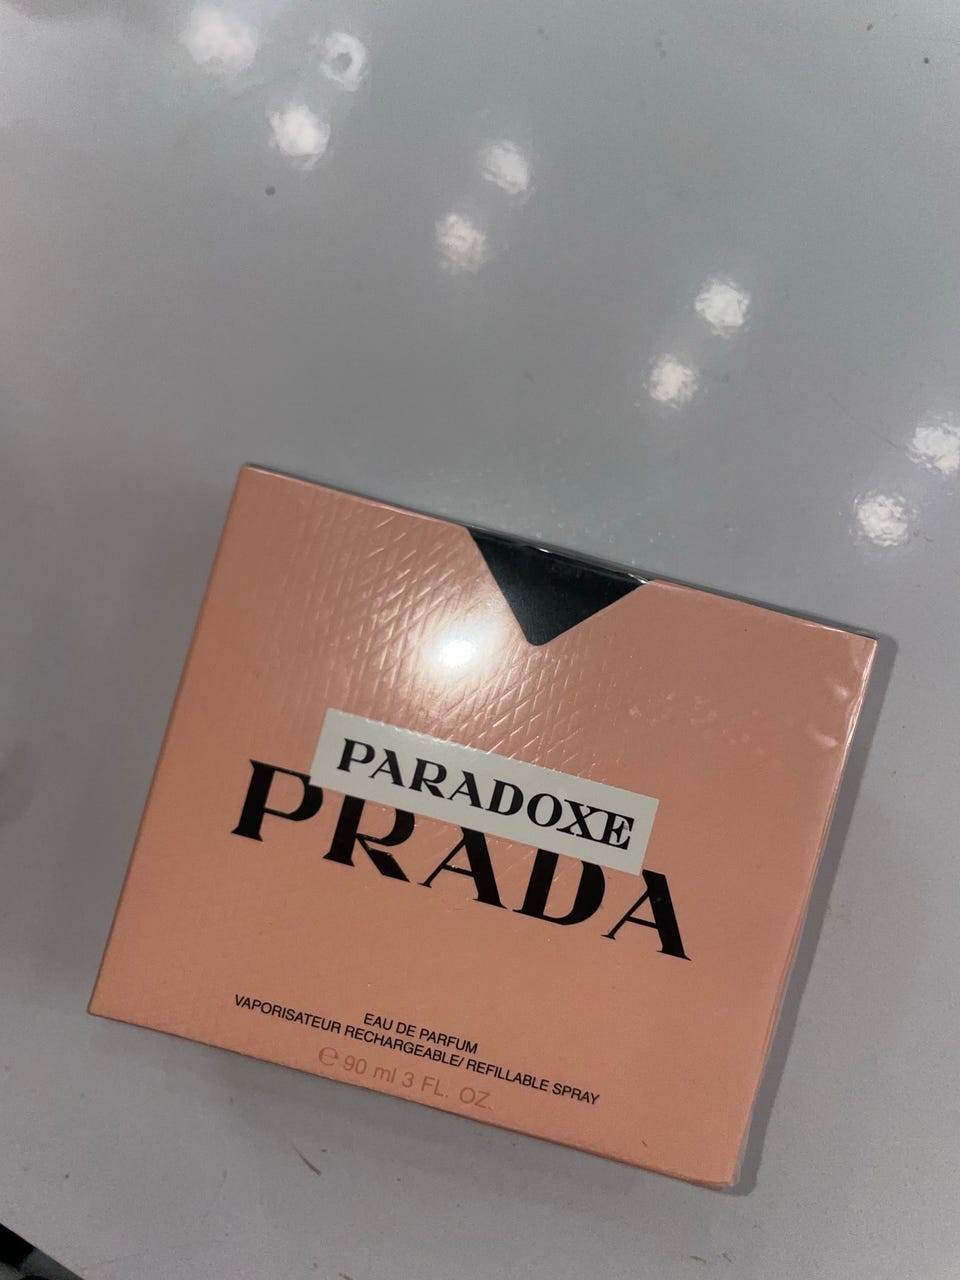 PARADOXE
PRADA
EAU DE PARFUM
VAPORISATEUR RECHARGEABLE/ REFILLABLE SPRAY
℮ 90 ml 3 FL. OZ.